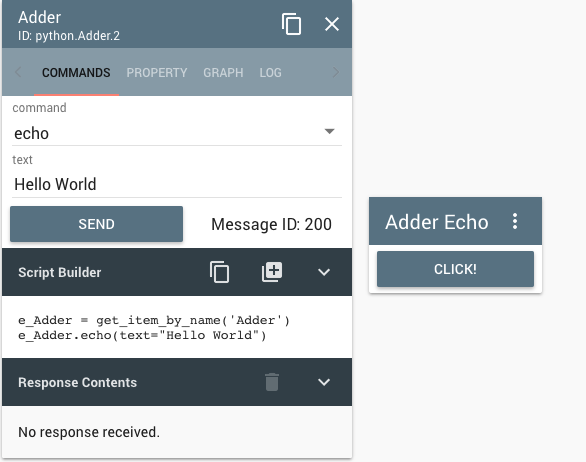 Adder
ID: python.Adder.2
COMMANDS PROPERTY GRAPH LOG
command
echo
text
Hello World
SEND Message ID: 200
Script Builder
e_Adder = get_item_by_name('Adder')
e_Adder.echo(text="Hello World")
Response Contents
No response received.
Adder Echo
CLICK!